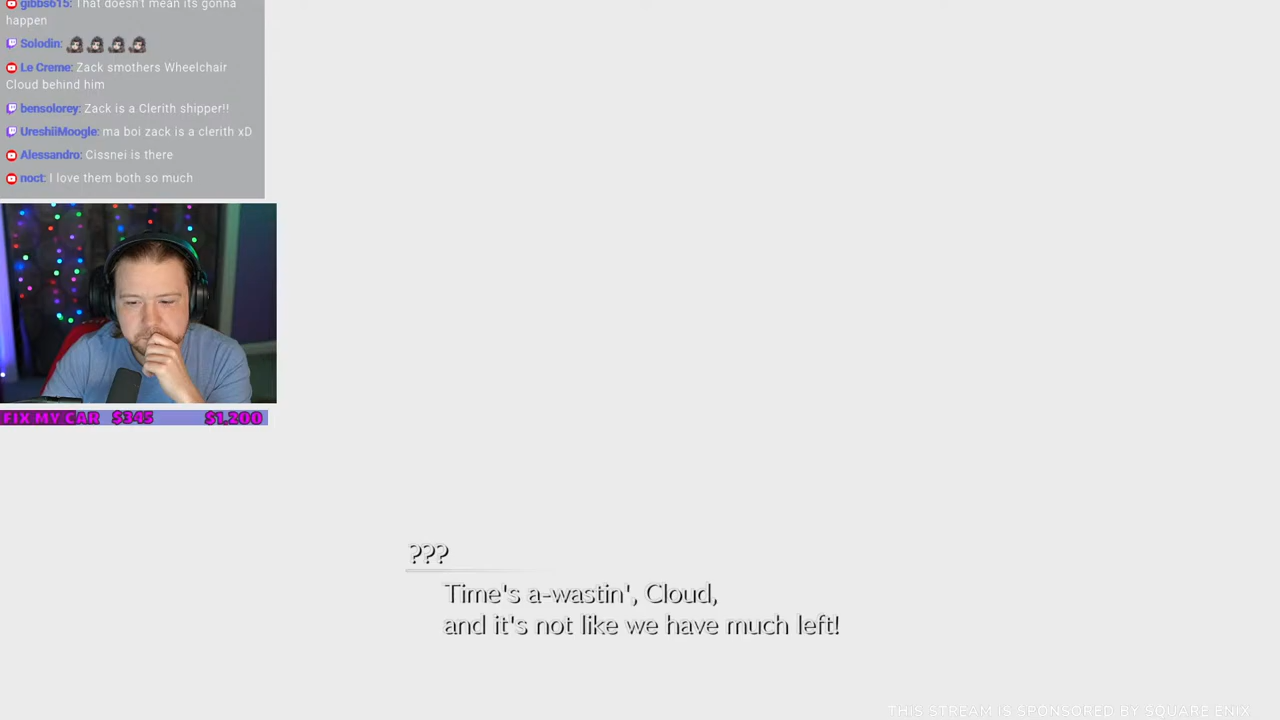 gibbs615: That doesn't mean its gonna
happen
Solodin:
Le Creme: Zack smothers Wheelchair
Cloud behind him
bensolorey: Zack is a Clerith shipper!!
UreshiiMoogle: ma boi zack is a clerith xD
Alessandro: Cissnei is there
noct: I love them both so much
FIX MY CAR $345 $1,200
???
Time's a-wastin', Cloud,
and it's not like we have much left!
THIS STREAM IS SPONSORED BY SQUARE ENIX